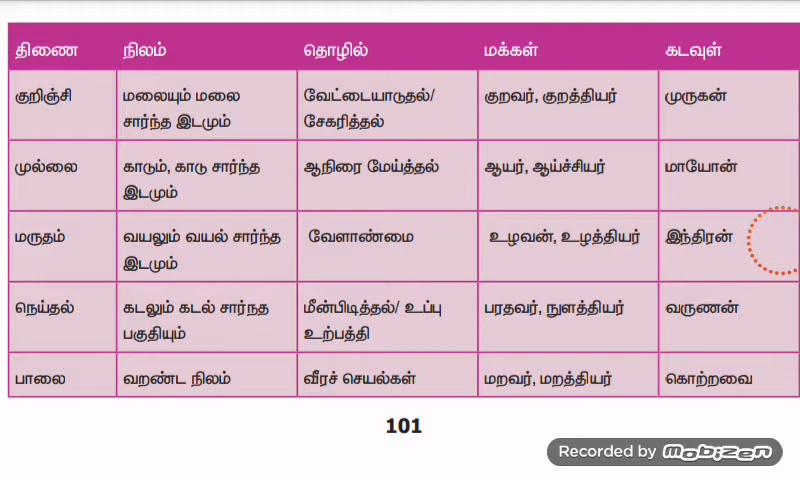 திணை நிலம் தொழில் மக்கள் கடவுள்
குறிஞ்சி மலையும் மலை வேட்டையாடுதல்/ குறவர், குறத்தியர் முருகன்
சார்ந்த இடமும் சேகரித்தல்
முல்லை காடும், காடு சார்ந்த ஆநிரை மேய்த்தல் ஆயர், ஆய்ச்சியர் மாயோன்
இடமும்
மருதம் வயலும் வயல் சார்ந்த வேளாண்மை உழவன், உழத்தியர் இந்திரன்
இடமும்
நெய்தல் கடலும் கடல் சார்நத மீன்பிடித்தல்/ உப்பு பரதவர், நுளத்தியர் வருணன்
பகுதியும் உற்பத்தி
பாலை வறண்ட நிலம் வீரச் செயல்கள் மறவர், மறத்தியர் கொற்றவை
101
Recorded by mobizen